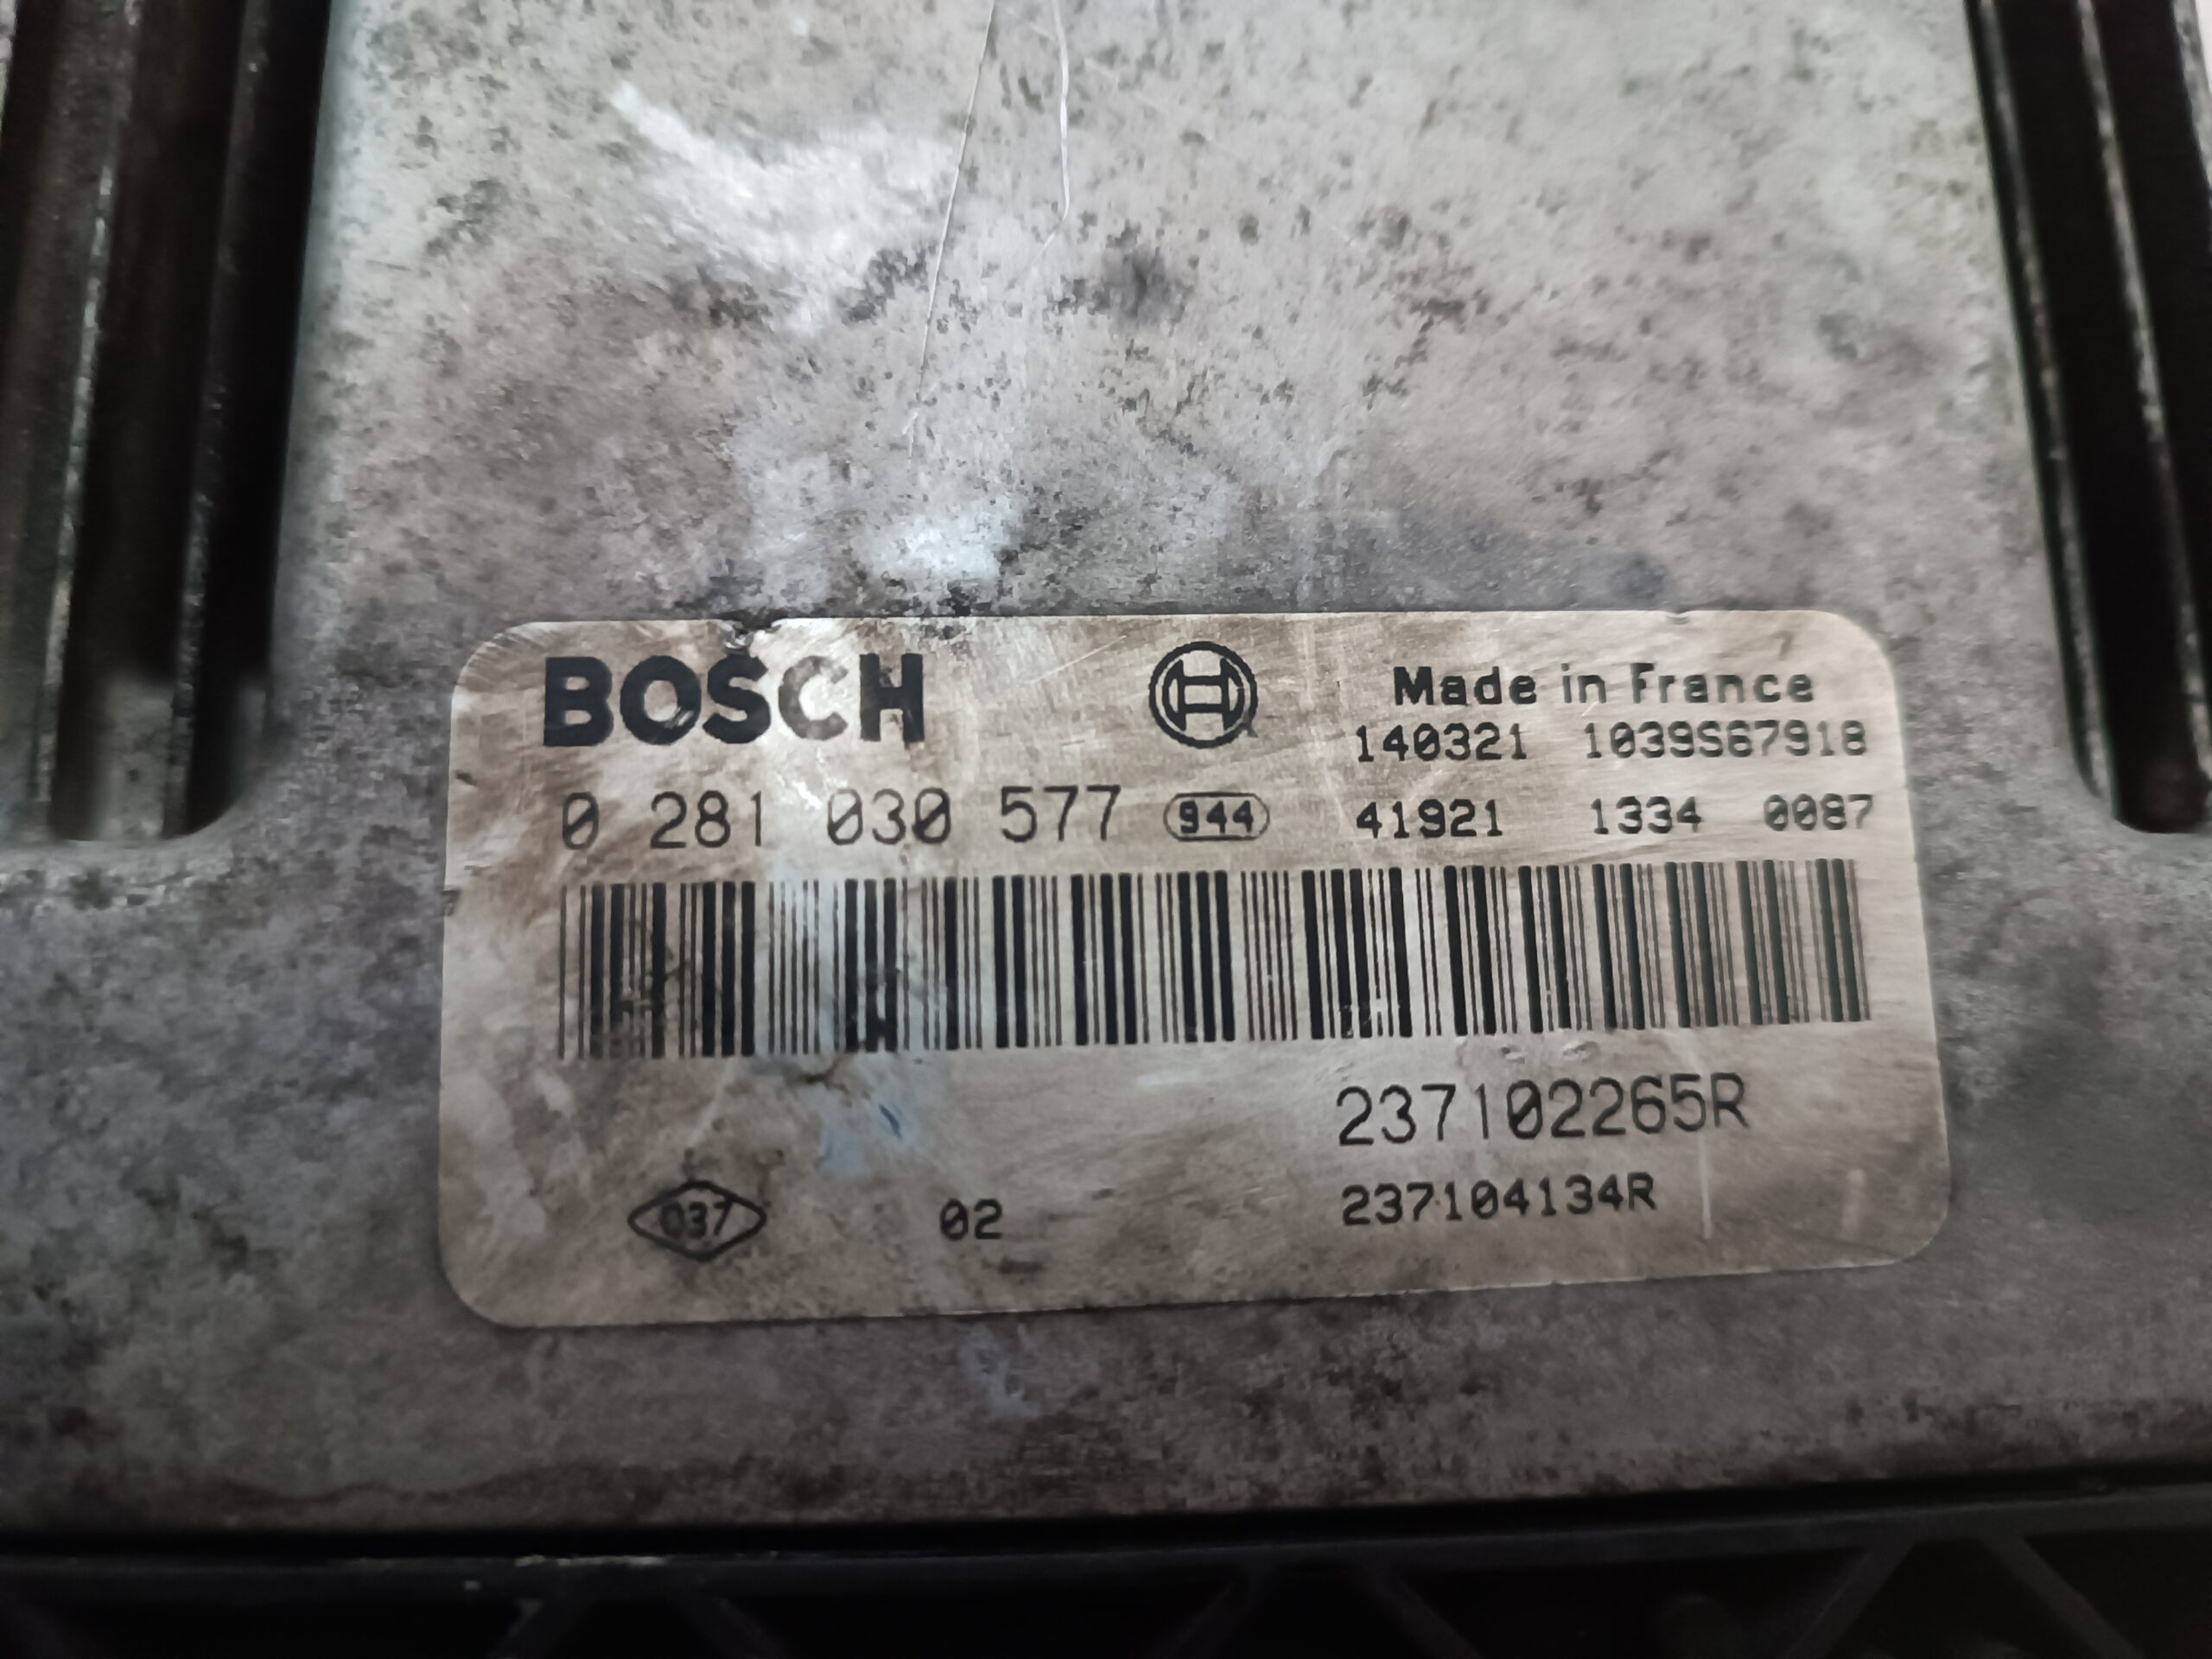 BOSCH
Made in France
140321 1039S67918
0 281 030 577 944 41921 1334 0087
237102265R
037 02 237104134R